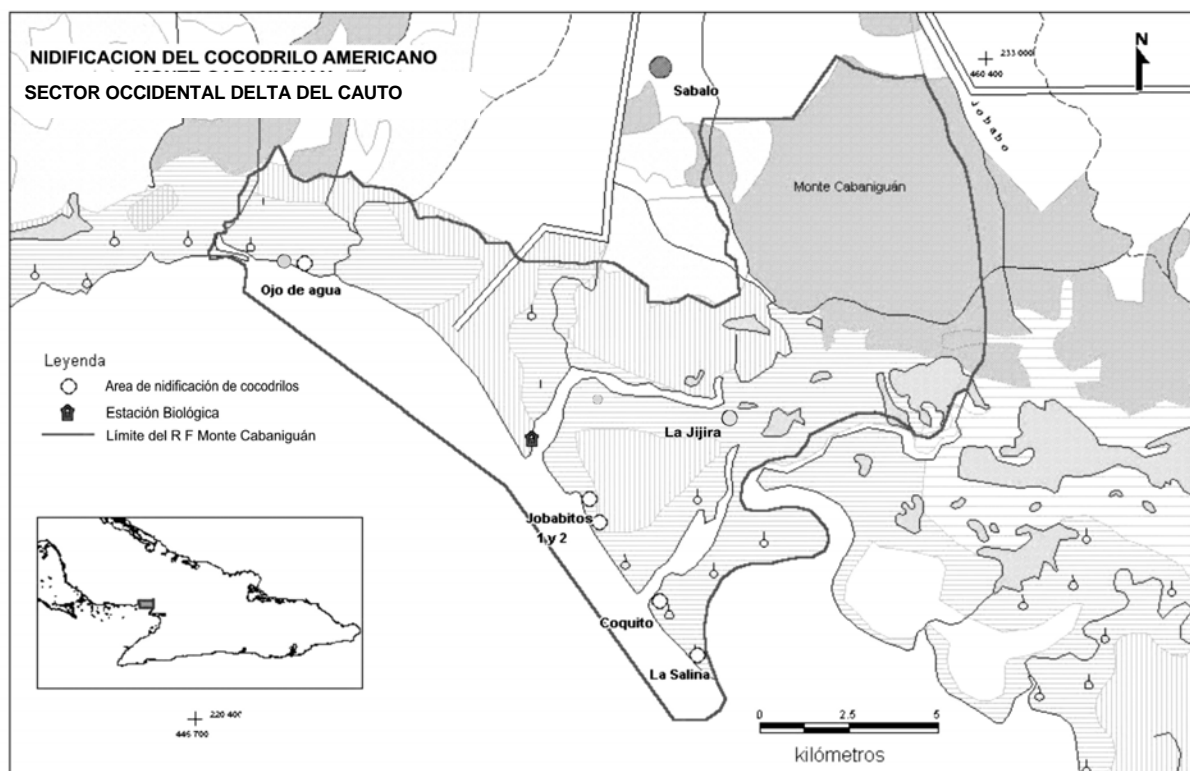 NIDIFICACION DEL COCODRILO AMERICANO
SECTOR OCCIDENTAL DELTA DEL CAUTO
Sabalo
233 000
460 400
N
Jobabo
Monte Cabaniguán
Ojo de agua
Leyenda
Area de nidificación de cocodrilos
Estación Biológica
Límite del R F Monte Cabaniguán
La Jijira
Jobabitos
1 y 2
Coquito
La Salina
220 400
446 700
0 2.5 5
kilómetros